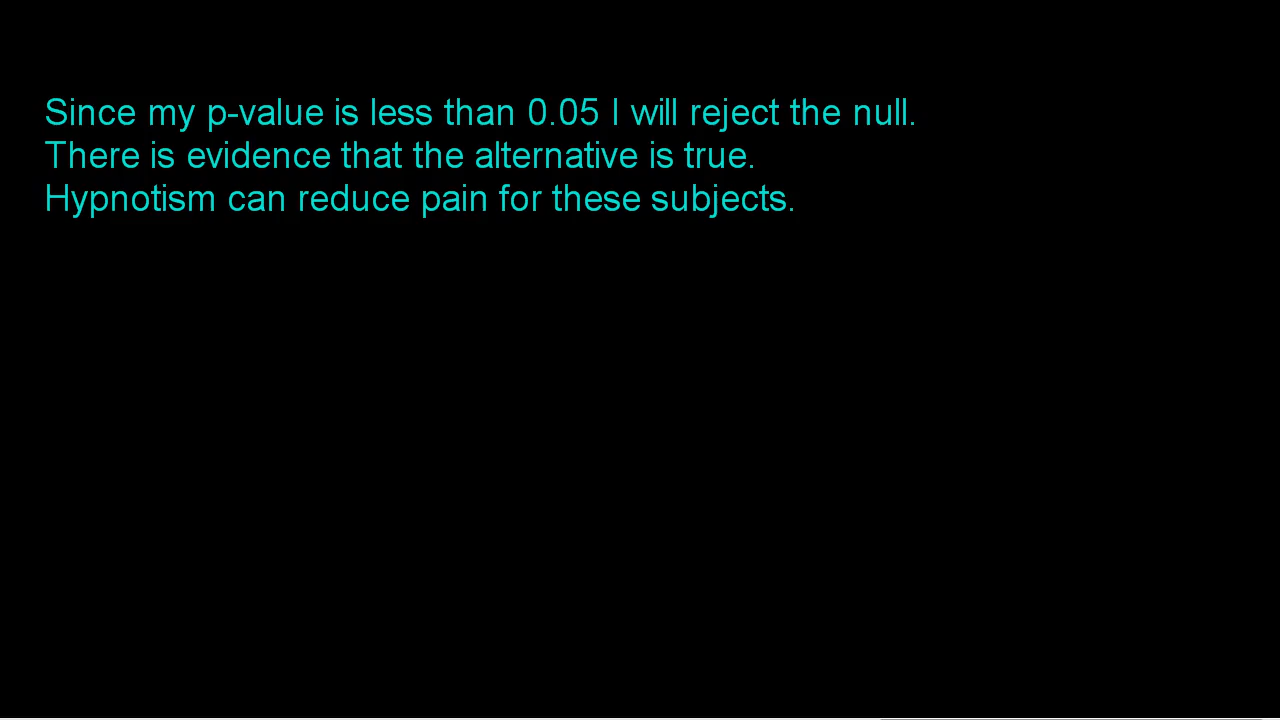 Since my p-value is less than 0.05 I will reject the null.
There is evidence that the alternative is true.
Hypnotism can reduce pain for these subjects.